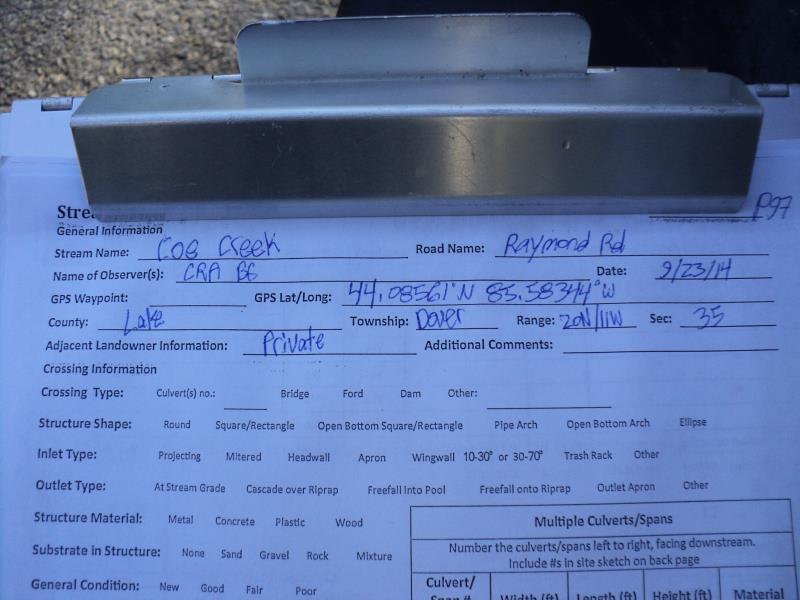 P97
General Information
Stream Name: Coe Creek Road Name: Raymond Rd
Name of Observer(s): CRA BG Date: 9/23/14
GPS Waypoint: GPS Lat/Long: 44.08561°N 85.58344°W
County: Lake Township: Dover Range: 20N/11W Sec: 35
Adjacent Landowner Information: Private Additional Comments:
Crossing Information
Crossing Type: Culvert(s) no.: Bridge Ford Dam Other:
Structure Shape: Round Square/Rectangle Open Bottom Square/Rectangle Pipe Arch Open Bottom Arch Ellipse
Inlet Type: Projecting Mitered Headwall Apron Wingwall 10-30° or 30-70° Trash Rack Other
Outlet Type: At Stream Grade Cascade over Riprap Freefall Into Pool Freefall onto Riprap Outlet Apron Other
Structure Material: Metal Concrete Plastic Wood
Multiple Culverts/Spans
Substrate in Structure: None Sand Gravel Rock Mixture
Number the culverts/spans left to right, facing downstream.
Include #s in site sketch on back page
General Condition: New Good Fair Poor
Culvert/
Span # Width (ft) Length (ft) Height (ft) Material